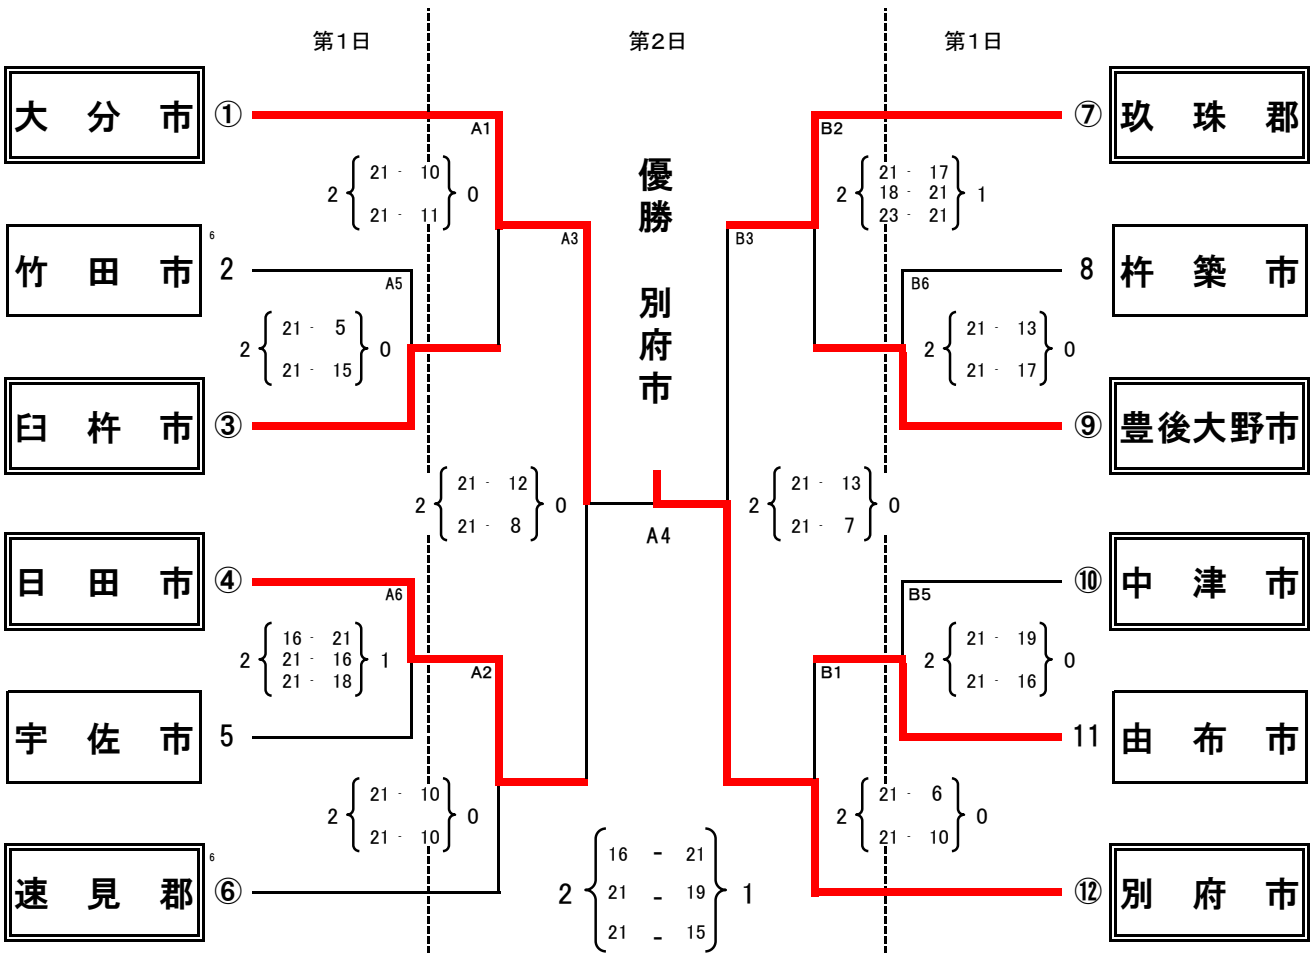 第1日 第2日 第1日
大分市 ① A1 B2 ⑦ 玖珠郡
2 21 - 10 0
21 - 11
2 21 - 17 1
18 - 21
23 - 21
優勝 別府市
竹田市 6 2 A5 A3 B3 B6 8 杵築市
2 21 - 5 0
21 - 15
2 21 - 13 0
21 - 17
臼杵市 ③ ⑨ 豊後大野市
2 21 - 12 0
21 - 8
A4
2 21 - 13 0
21 - 7
日田市 ④ A6 B5 ⑩ 中津市
2 16 - 21 1
21 - 16
21 - 18
2 21 - 19 0
21 - 16
A2 B1
宇佐市 5 11 由布市
2 21 - 10 0
21 - 10
2 21 - 6 0
21 - 10
速見郡 6 ⑥ ⑫ 別府市
2 16 - 21 1
21 - 19
21 - 15